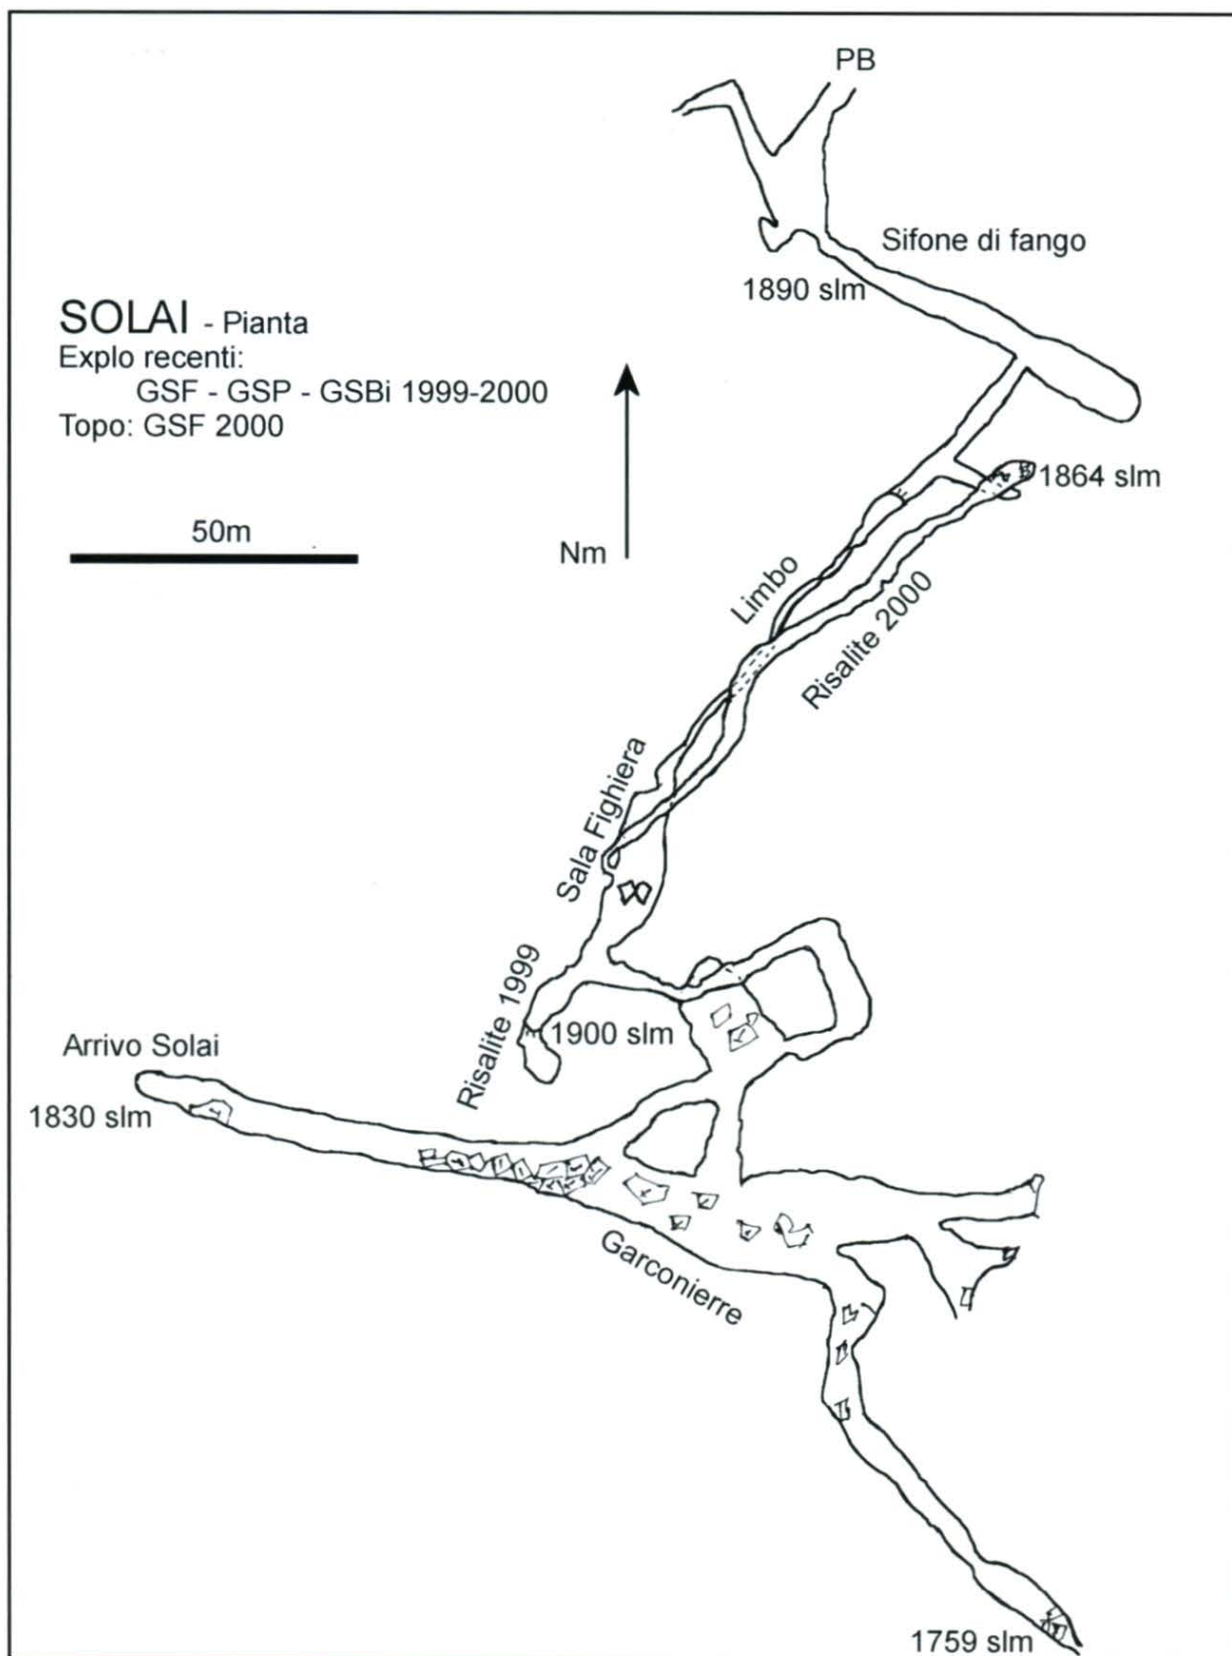 PB
Sifone di fango
1890 slm
SOLAI - Pianta
Explo recenti:
GSF - GSP - GSBi 1999-2000
Topo: GSF 2000
50m
Nm
1864 slm
Limbo
Risalite 2000
Sala Fighiera
Risalite 1999
1900 slm
Arrivo Solai
1830 slm
Garconierre
1759 slm